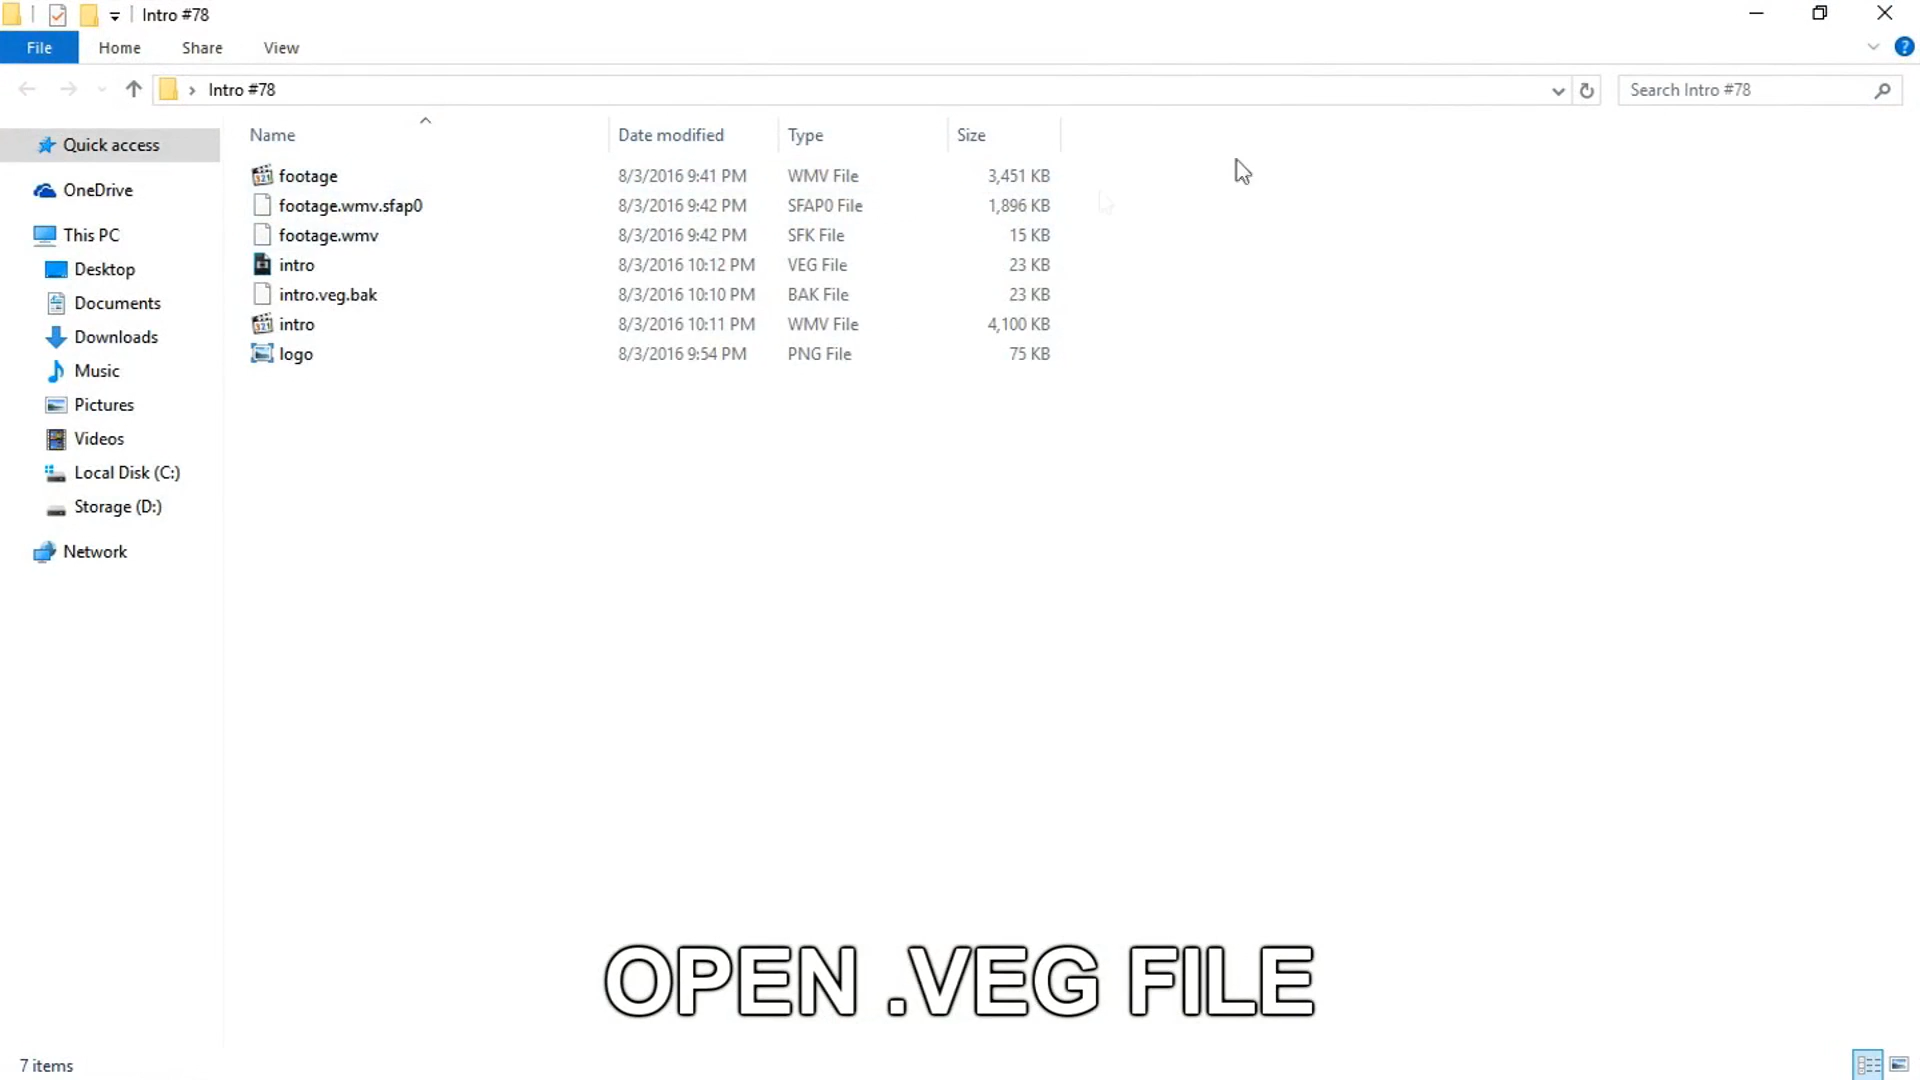 Intro #78
File Home Share View
Intro #78 Search Intro #78
Name Date modified Type Size
Quick access
OneDrive
This PC
Desktop
Documents
Downloads
Music
Pictures
Videos
Local Disk (C:)
Storage (D:)
Network
footage 8/3/2016 9:41 PM WMV File 3,451 KB
footage.wmv.sfap0 8/3/2016 9:42 PM SFAP0 File 1,896 KB
footage.wmv 8/3/2016 9:42 PM SFK File 15 KB
intro 8/3/2016 10:12 PM VEG File 23 KB
intro.veg.bak 8/3/2016 10:10 PM BAK File 23 KB
intro 8/3/2016 10:11 PM WMV File 4,100 KB
logo 8/3/2016 9:54 PM PNG File 75 KB
OPEN .VEG FILE
7 items